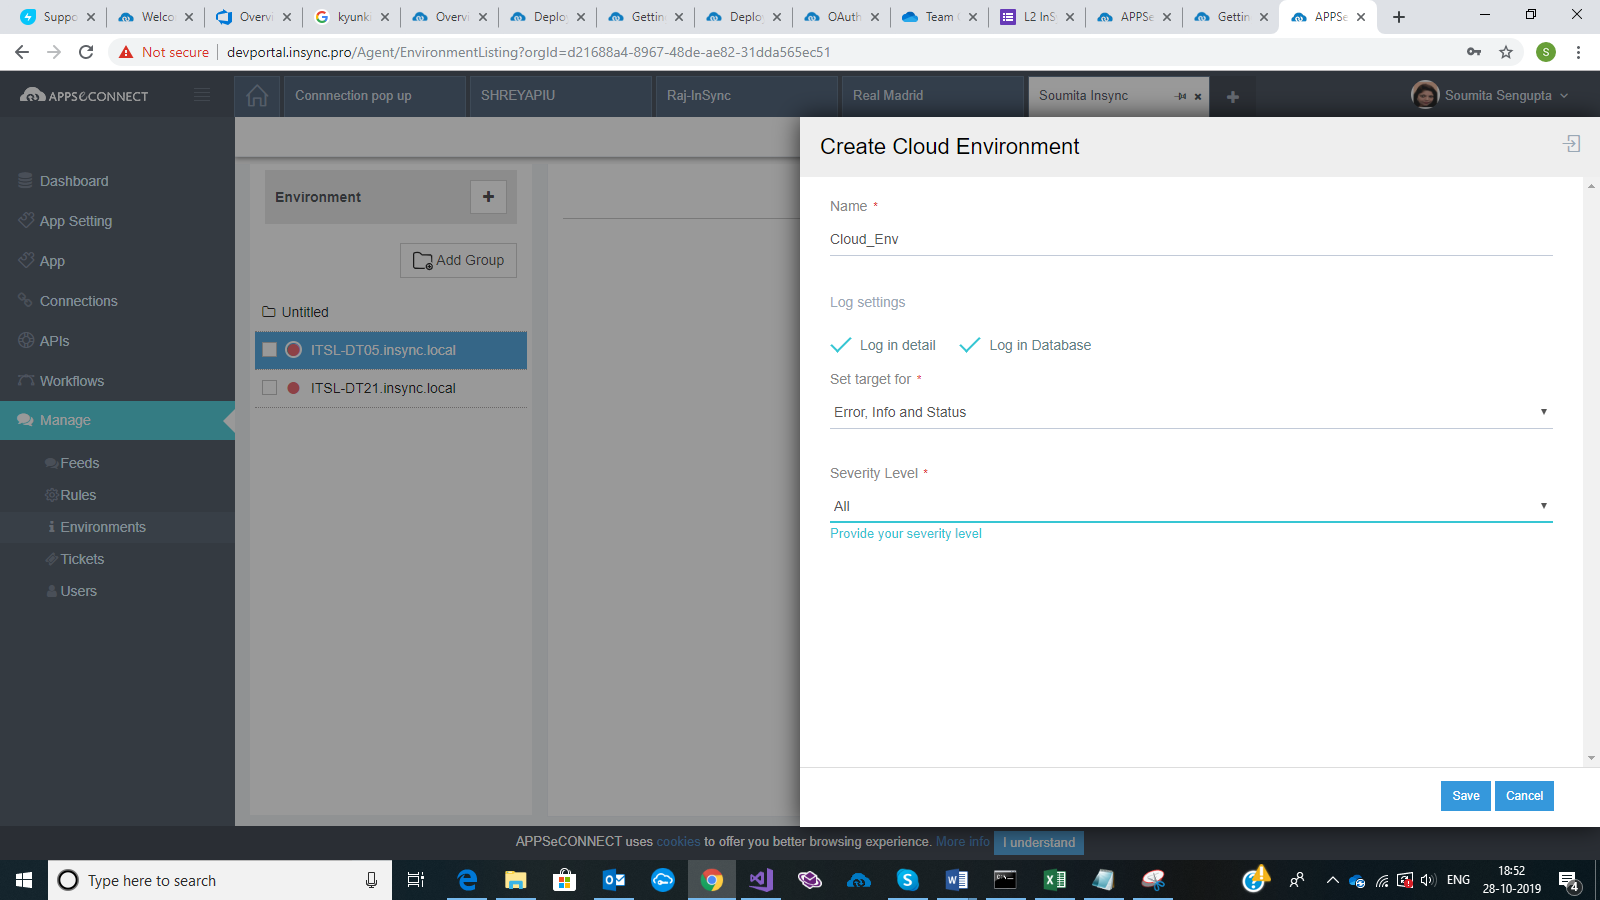 Suppo
Welco
Overvi
kyunki
Overvi
Deploy
Gettin
Deploy
OAuth
Team
L2 InS
APPSe
Gettin
APPSe
Not secure
devportal.insync.pro/Agent/EnvironmentListing?orgId=d21688a4-8967-48de-ae82-31dda565ec51
S
APPSeCONNECT
Connnection pop up
SHREYAPIU
Raj-InSync
Real Madrid
Soumita Insync
Soumita Sengupta
Dashboard
App Setting
App
Connections
APIs
Workflows
Manage
Feeds
Rules
Environments
Tickets
Users
Environment
Add Group
Untitled
ITSL-DT05.insync.local
ITSL-DT21.insync.local
Create Cloud Environment
Name *
Cloud_Env
Log settings
Log in detail Log in Database
Set target for *
Error, Info and Status
Severity Level *
All
Provide your severity level
Save Cancel
APPSeCONNECT uses cookies to offer you better browsing experience. More info I understand
Type here to search
ENG
18:52
28-10-2019
4